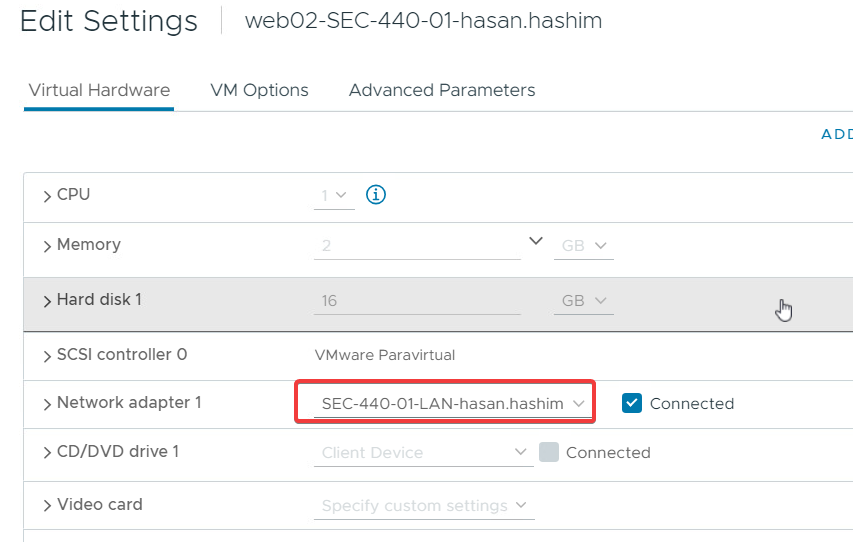 Edit Settings web02-SEC-440-01-hasan.hashim
Virtual Hardware VM Options Advanced Parameters
CPU 1
Memory 2 GB
Hard disk 1 16 GB
SCSI controller 0 VMware Paravirtual
Network adapter 1 SEC-440-01-LAN-hasan.hashim Connected
CD/DVD drive 1 Client Device Connected
Video card Specify custom settings